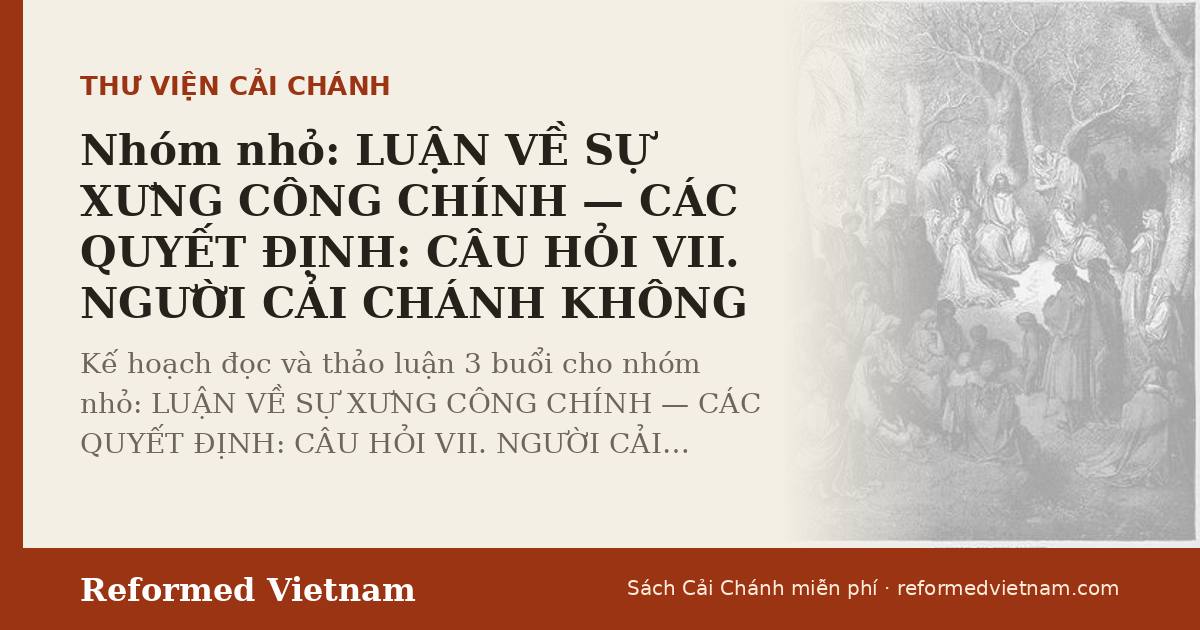 THƯ VIỆN CẢI CHÁNH
Nhóm nhỏ: LUẬN VỀ SỰ
XƯNG CÔNG CHÍNH — CÁC
QUYẾT ĐỊNH: CÂU HỎI VII.
NGƯỜI CẢI CHÁNH KHÔNG
Kế hoạch đọc và thảo luận 3 buổi cho nhóm
nhỏ: LUẬN VỀ SỰ XƯNG CÔNG CHÍNH — CÁC
QUYẾT ĐỊNH: CÂU HỎI VII. NGƯỜI CẢI...
Reformed Vietnam
Sách Cải Chánh miễn phí · reformedvietnam.com